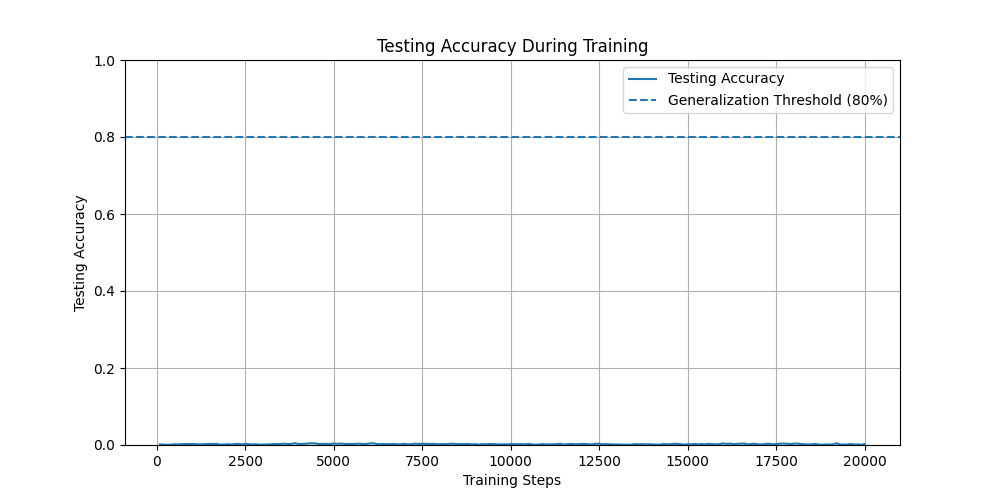 Testing Accuracy During Training
Testing Accuracy
Generalization Threshold (80%)
1.0
0.8
0.6
0.4
0.2
0.0
Testing Accuracy
0 2500 5000 7500 10000 12500 15000 17500 20000
Training Steps